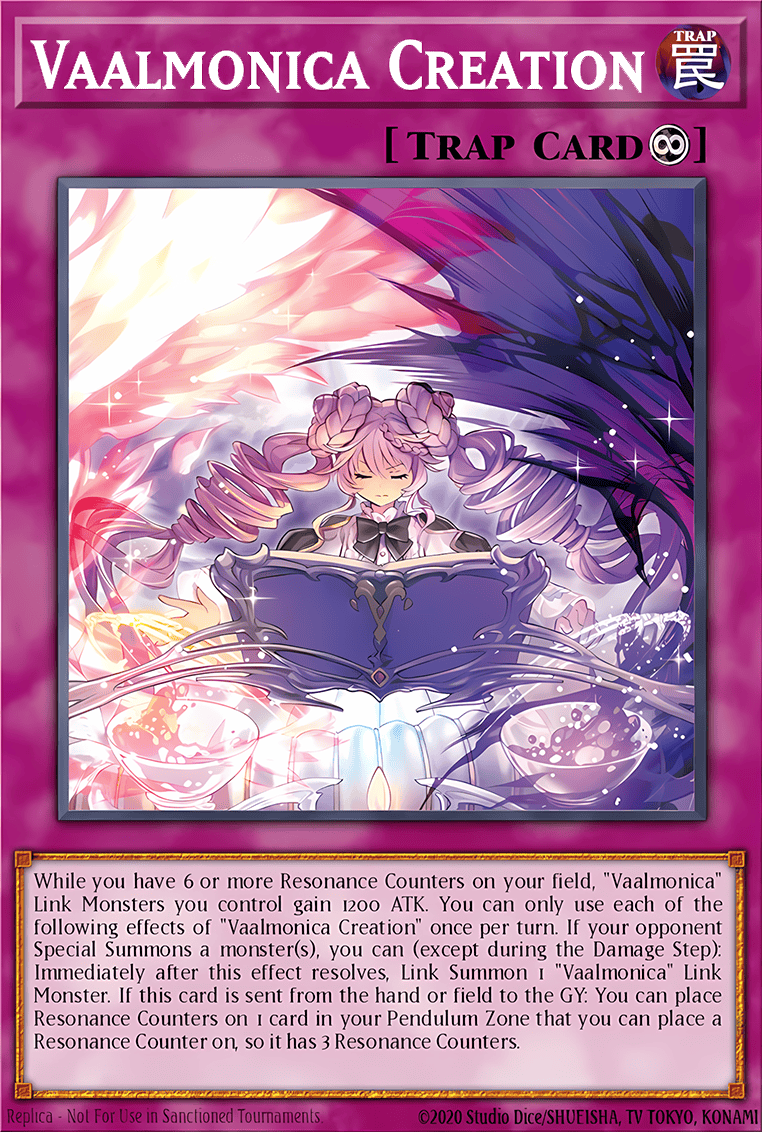 Vaalmonica Creation
TRAP
罠
[Trap Card]
While you have 6 or more Resonance Counters on your field, "Vaalmonica"
Link Monsters you control gain 1200 ATK. You can only use each of the
following effects of "Vaalmonica Creation" once per turn. If your opponent
Special Summons a monster(s), you can (except during the Damage Step):
Immediately after this effect resolves, Link Summon 1 "Vaalmonica" Link
Monster. If this card is sent from the hand or field to the GY: You can place
Resonance Counters on 1 card in your Pendulum Zone that you can place a
Resonance Counter on, so it has 3 Resonance Counters.
Replica - Not For Use in Sanctioned Tournaments.
©2020 Studio Dice/SHUEISHA, TV TOKYO, KONAMI